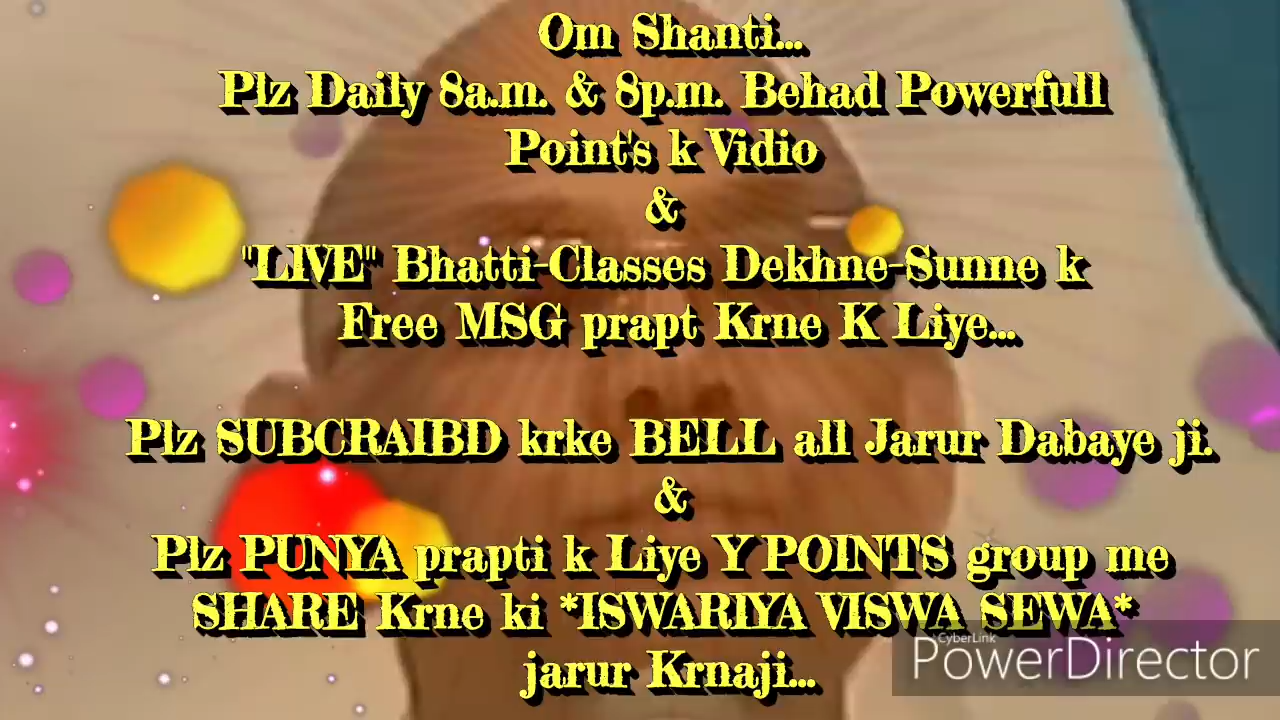 Om Shanti...
Plz Daily 8a.m. & 8p.m. Behad Powerfull
Point's k Vidio
&
"LIVE" Bhatti-Classes Dekhne-Sunne k
Free MSG prapt Krne K Liye...
Plz SUBCRAIBD krke BELL all Jarur Dabaye ji.
&
Plz PUNYA prapti k Liye Y POINTS group me
SHARE Krne ki *ISWARIYA VISWA SEWA*
jarur Krnaji...
CyberLink
PowerDirector